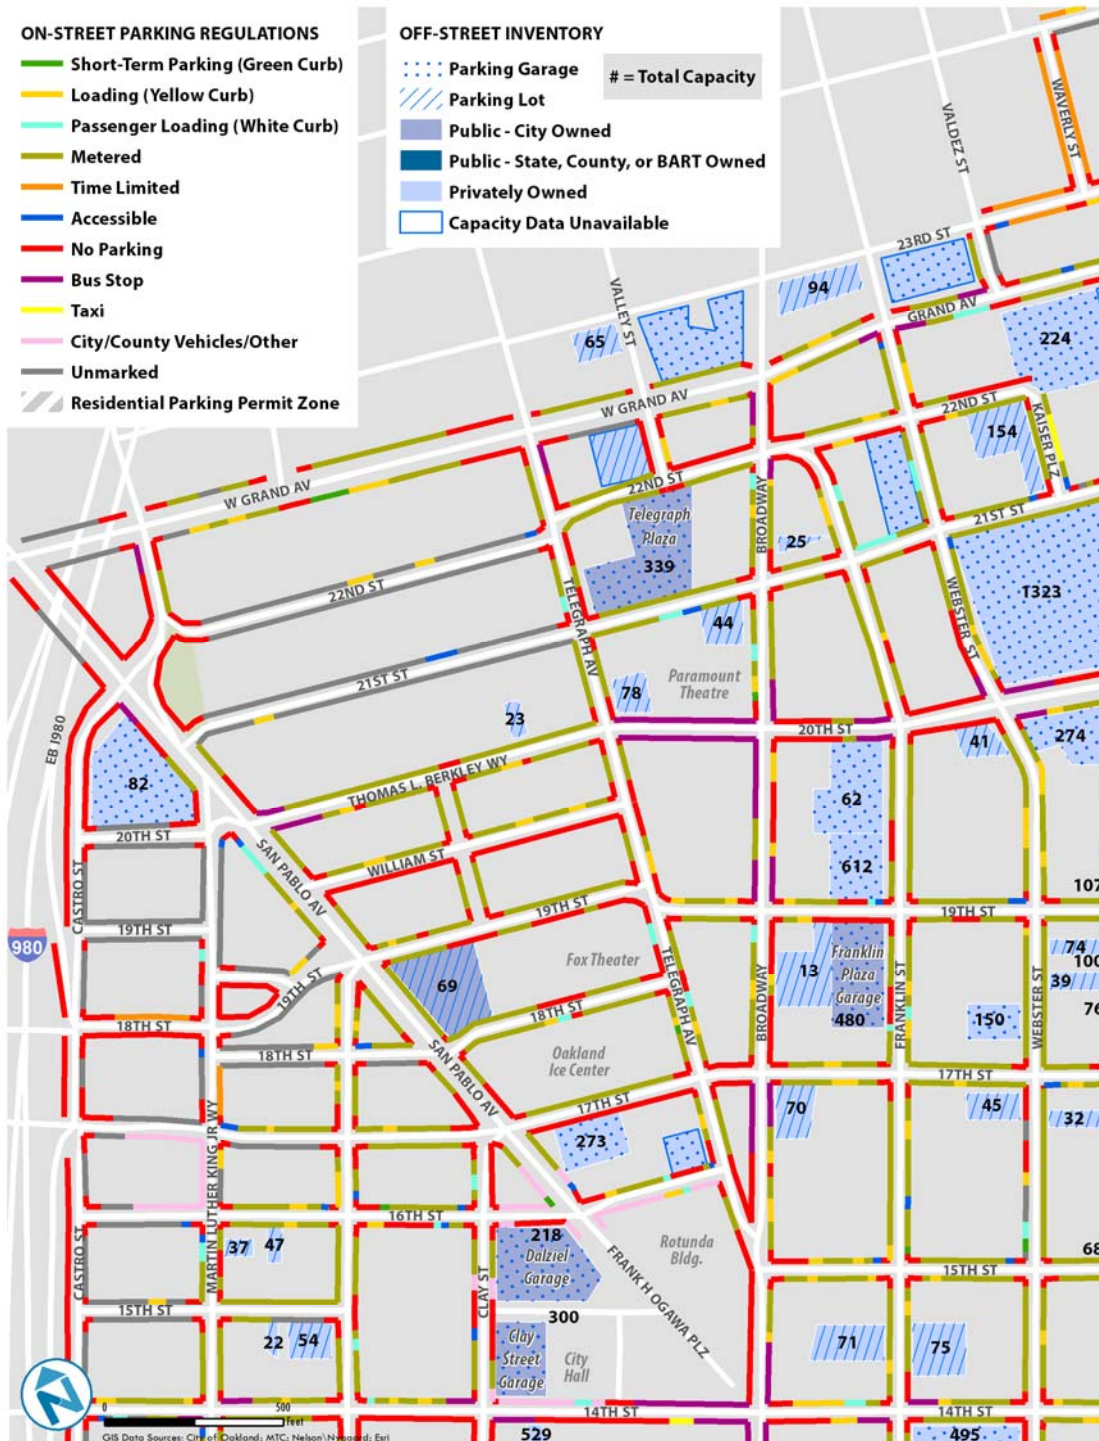 ON-STREET PARKING REGULATIONS
Short-Term Parking (Green Curb)
Loading (Yellow Curb)
Passenger Loading (White Curb)
Metered
Time Limited
Accessible
No Parking
Bus Stop
Taxi
City/County Vehicles/Other
Unmarked
Residential Parking Permit Zone
OFF-STREET INVENTORY
Parking Garage
# = Total Capacity
Parking Lot
Public - City Owned
Public - State, County, or BART Owned
Privately Owned
Capacity Data Unavailable
WAVERLY ST
VALDEZ ST
23RD ST
VALLEY ST
94
GRAND AV
65
224
W GRAND AV
22ND ST
KAISER PLZ
154
W GRAND AV
22ND ST
Telegraph
Plaza
339
BROADWAY
21ST ST
25
22ND ST
TELEGRAPH AV
1323
WEBSTER ST
44
21ST ST
Paramount
Theatre
78
23
EB I980
20TH ST
41
274
82
THOMAS L. BERKLEY WY
62
20TH ST
SAN PABLO AV
WILLIAM ST
612
CASTRO ST
107
19TH ST
19TH ST
19TH ST
980
74
Fox Theater
TELEGRAPH AV
BROADWAY
13
Franklin
Plaza
Garage
480
FRANKLIN ST
100
39
WEBSTER ST
69
19TH ST
18TH ST
150
76
18TH ST
18TH ST
SAN PABLO AV
Oakland
Ice Center
17TH ST
17TH ST
70
45
32
273
MARTIN LUTHER KING JR WY
16TH ST
218
Dalziel
Garage
Rotunda
Bldg.
68
37
47
CASTRO ST
CLAY ST
FRANK H OGAWA PLZ
15TH ST
15TH ST
300
22
54
Clay
Street
Garage
City
Hall
71
75
0
500
Feet
14TH ST
14TH ST
GIS Data Sources: City of Oakland; MTC; Nelson\Nygaard; Esri
529
495